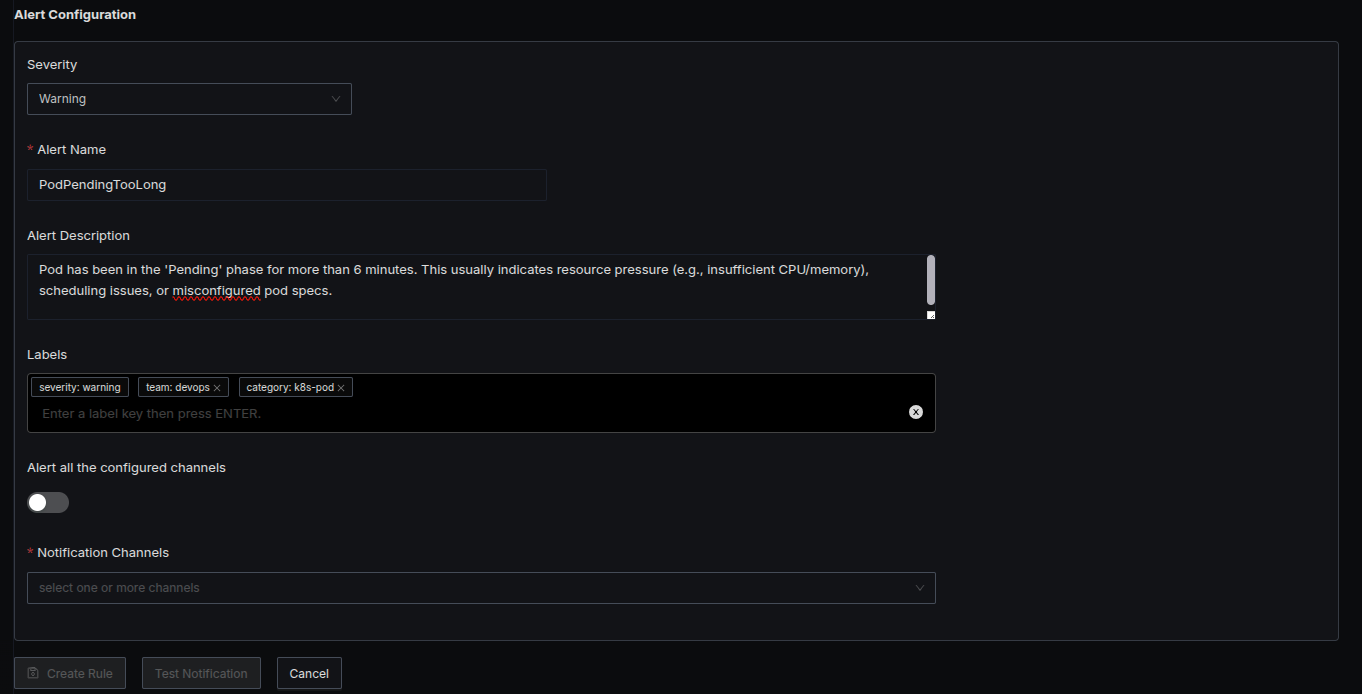 Alert Configuration
Severity
Warning
* Alert Name
PodPendingTooLong
Alert Description
Pod has been in the 'Pending' phase for more than 6 minutes. This usually indicates resource pressure (e.g., insufficient CPU/memory),
scheduling issues, or misconfigured pod specs.
Labels
severity: warning team: devops × category: k8s-pod ×
Enter a label key then press ENTER.
Alert all the configured channels
* Notification Channels
select one or more channels
Create Rule Test Notification Cancel